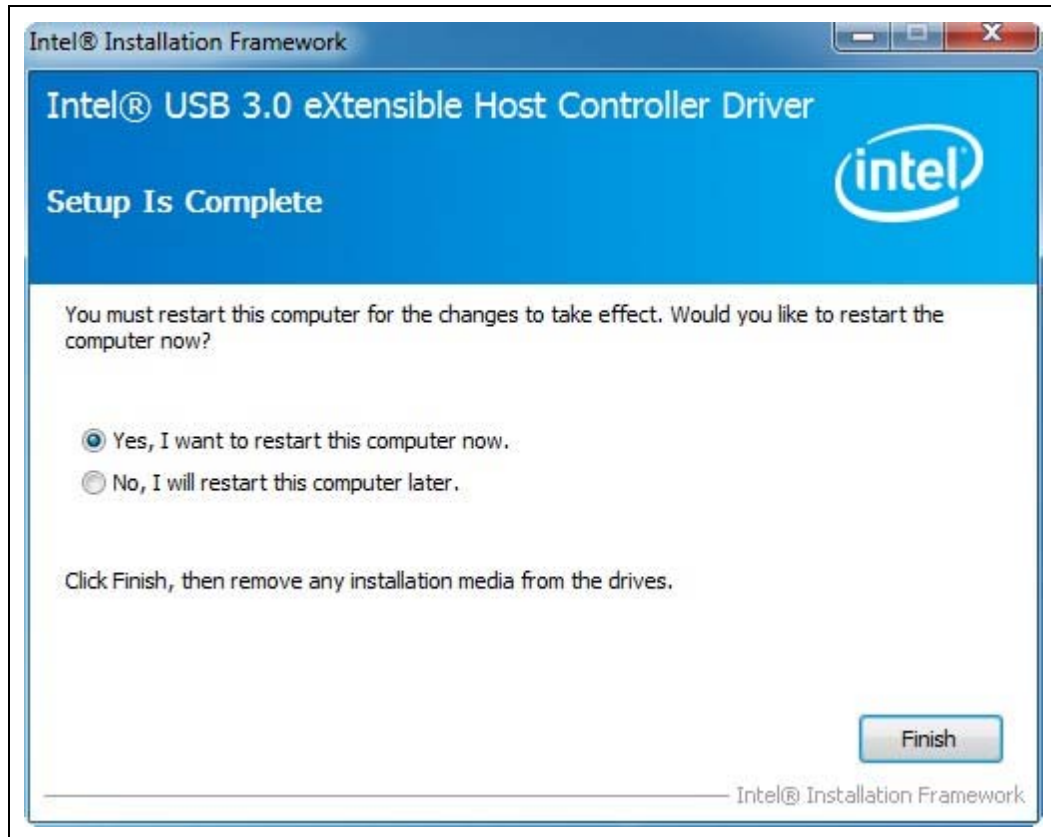 Intel® Installation Framework
Intel® USB 3.0 eXtensible Host Controller Driver
intel
Setup Is Complete
You must restart this computer for the changes to take effect. Would you like to restart the
computer now?
Yes, I want to restart this computer now.
No, I will restart this computer later.
Click Finish, then remove any installation media from the drives.
Finish
Intel® Installation Framework